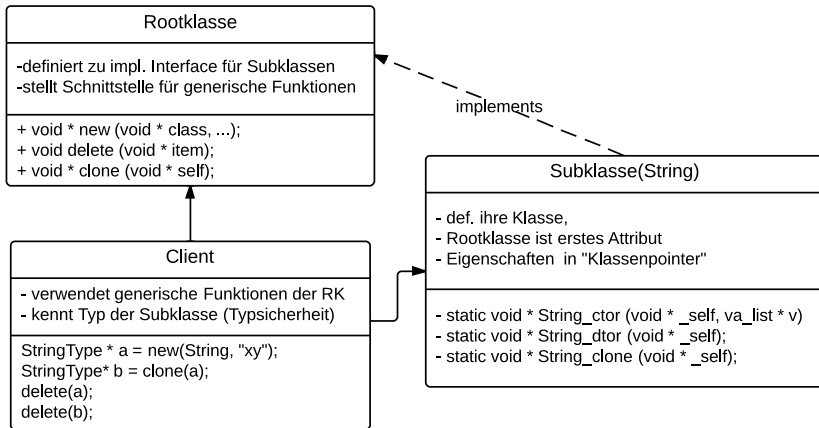 Rootklasse
-definiert zu impl. Interface für Subklassen
-stellt Schnittstelle für generische Funktionen
+ void * new (void * class, ...);
+ void delete (void * item);
+ void * clone (void * self);
implements
Subklasse(String)
- def. ihre Klasse,
- Rootklasse ist erstes Attribut
- Eigenschaften in "Klassenpointer"
- static void * String_ctor (void * _self, va_list * v)
- static void * String_dtor (void * _self);
- static void * String_clone (void * _self);
Client
- verwendet generische Funktionen der RK
- kennt Typ der Subklasse (Typsicherheit)
StringType * a = new(String, "xy");
StringType* b = clone(a);
delete(a);
delete(b);